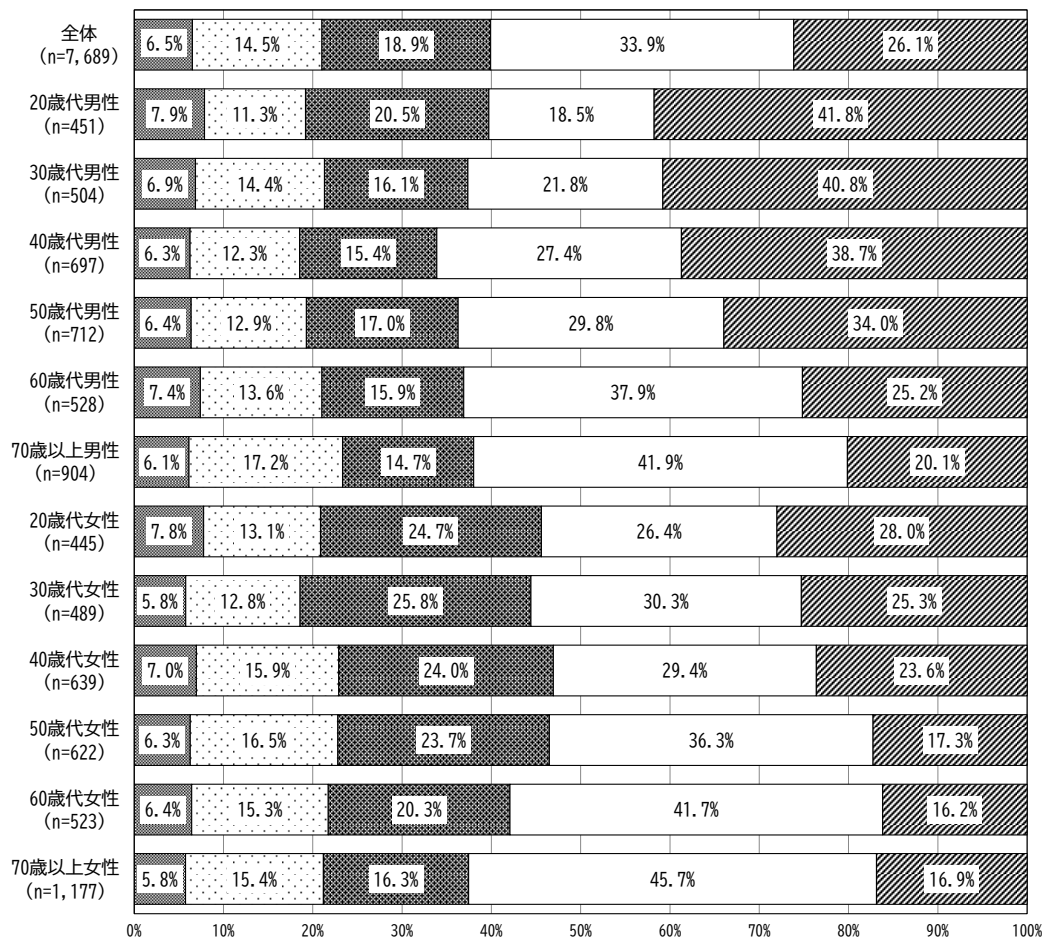 全体
(n=7,689)
6.5% 14.5% 18.9% 33.9% 26.1%
20歳代男性
(n=451)
7.9% 11.3% 20.5% 18.5% 41.8%
30歳代男性
(n=504)
6.9% 14.4% 16.1% 21.8% 40.8%
40歳代男性
(n=697)
6.3% 12.3% 15.4% 27.4% 38.7%
50歳代男性
(n=712)
6.4% 12.9% 17.0% 29.8% 34.0%
60歳代男性
(n=528)
7.4% 13.6% 15.9% 37.9% 25.2%
70歳以上男性
(n=904)
6.1% 17.2% 14.7% 41.9% 20.1%
20歳代女性
(n=445)
7.8% 13.1% 24.7% 26.4% 28.0%
30歳代女性
(n=489)
5.8% 12.8% 25.8% 30.3% 25.3%
40歳代女性
(n=639)
7.0% 15.9% 24.0% 29.4% 23.6%
50歳代女性
(n=622)
6.3% 16.5% 23.7% 36.3% 17.3%
60歳代女性
(n=523)
6.4% 15.3% 20.3% 41.7% 16.2%
70歳以上女性
(n=1,177)
5.8% 15.4% 16.3% 45.7% 16.9%
0% 10% 20% 30% 40% 50% 60% 70% 80% 90% 100%